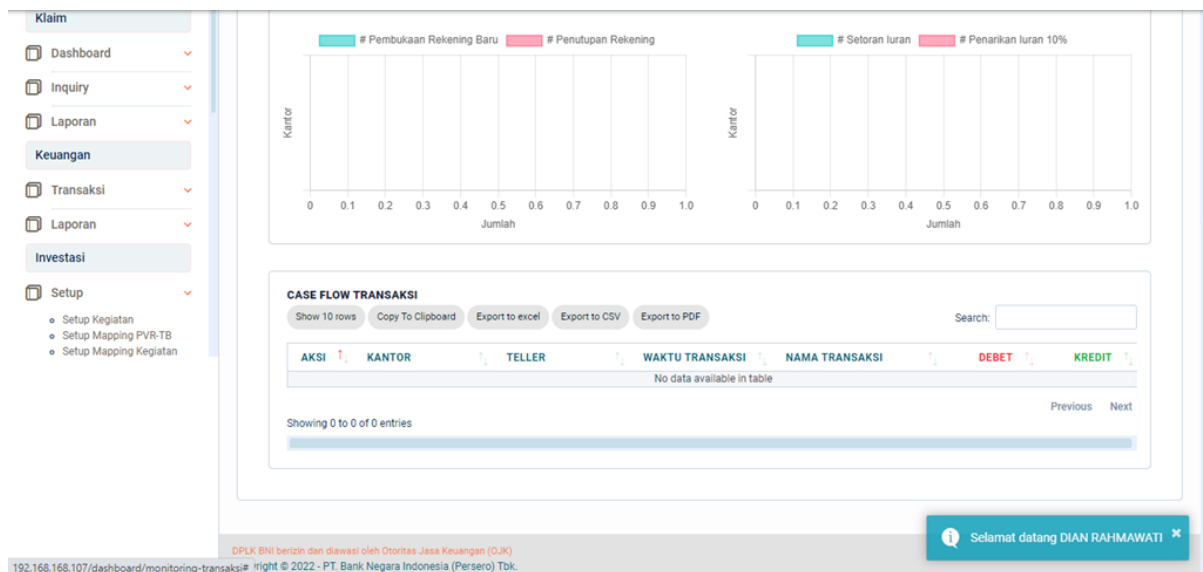 Klaim
Dashboard
Inquiry
Laporan
Keuangan
Transaksi
Laporan
Investasi
Setup
Setup Kegiatan
Setup Mapping PVR-TB
Setup Mapping Kegiatan
# Pembukaan Rekening Baru # Penutupan Rekening
Kantor
0 0.1 0.2 0.3 0.4 0.5 0.6 0.7 0.8 0.9 1.0
Jumlah
# Setoran Iuran # Penarikan Iuran 10%
Kantor
0 0.1 0.2 0.3 0.4 0.5 0.6 0.7 0.8 0.9 1.0
Jumlah
CASE FLOW TRANSAKSI
Show 10 rows Copy To Clipboard Export to excel Export to CSV Export to PDF Search:
AKSI KANTOR TELLER WAKTU TRANSAKSI NAMA TRANSAKSI DEBET KREDIT
No data available in table
Previous Next
Showing 0 to 0 of 0 entries
Selamat datang DIAN RAHMAWATI
DPLK BNI berizin dan diawasi oleh Otoritas Jasa Keuangan (OJK)
192.168.168.107/dashboard/monitoring-transaksi# right © 2022 - PT. Bank Negara Indonesia (Persero) Tbk.